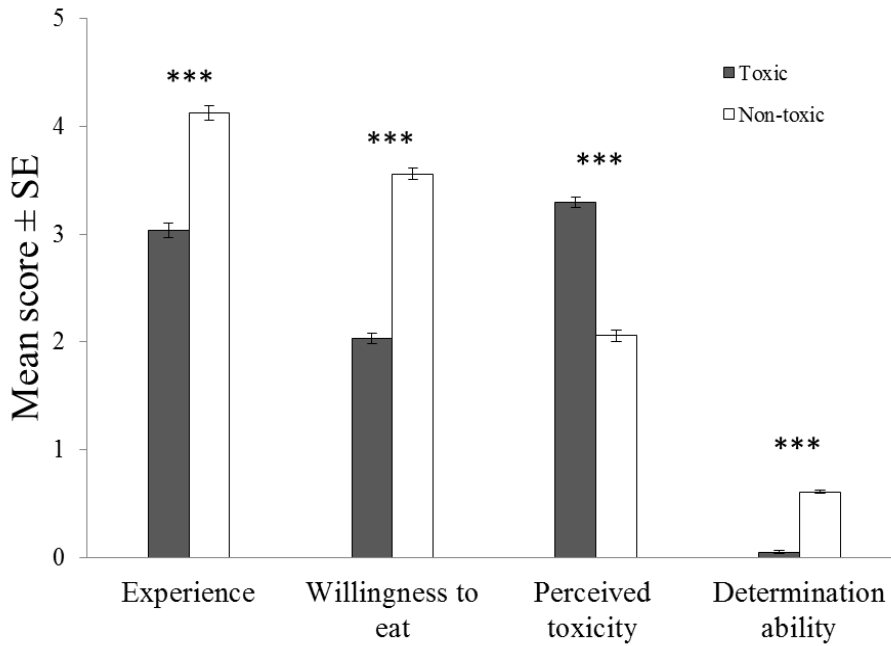 5
4
3
2
1
0
Mean score ± SE
***
***
***
***
Toxic
Non-toxic
Experience
Willingness to
eat
Perceived
toxicity
Determination
ability